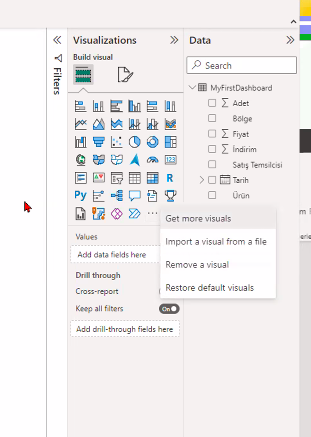 Visualizations
Data
Build visual
Search
Filters
MyFirstDashboard
Adet
Bölge
Fiyat
İndirim
Satış Temsilcisi
Tarih
Ürün
123
R
Py
Get more visuals
Import a visual from a file
Remove a visual
Restore default visuals
Values
Add data fields here
Drill through
Cross-report
Keep all filters
On
Add drill-through fields here